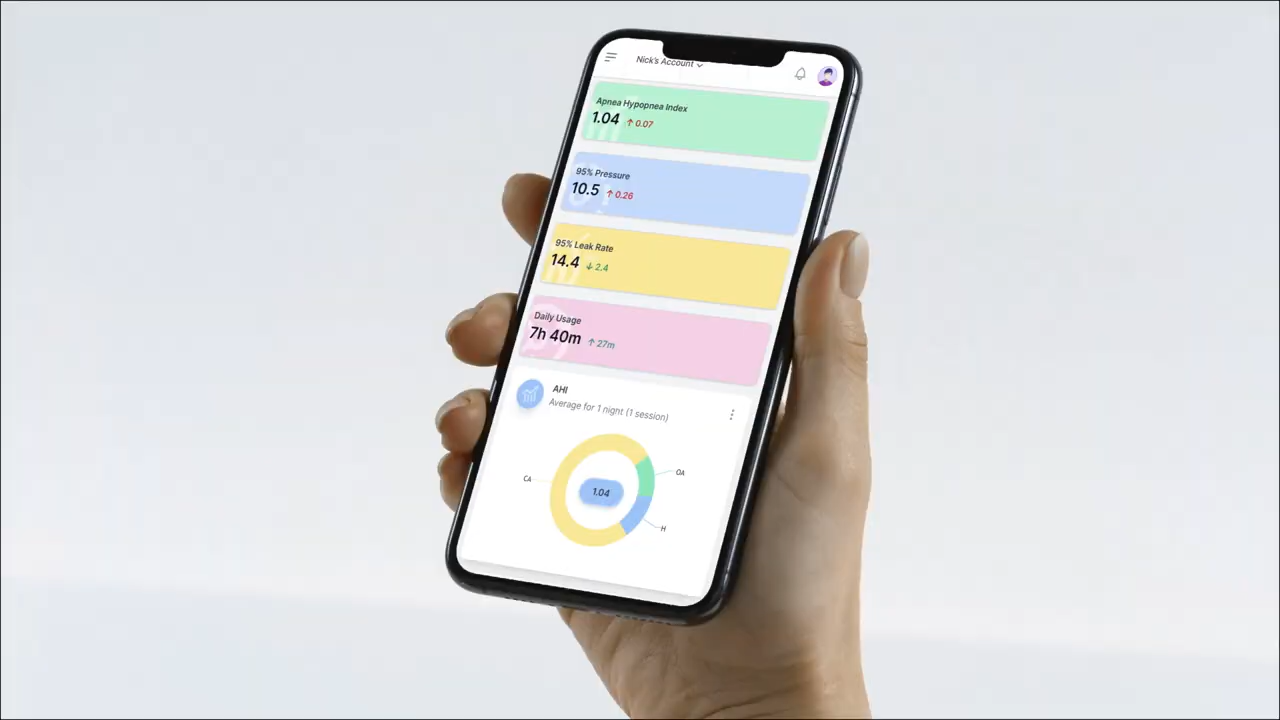 Nick's Account
Apnea Hypopnea Index
1.04 ↑ 0.07
95% Pressure
10.5 ↑ 0.26
95% Leak Rate
14.4 ↓ 2.4
Daily Usage
7h 40m ↑ 27m
AHI
Average for 1 night (1 session)
OA
CA
1.04
H